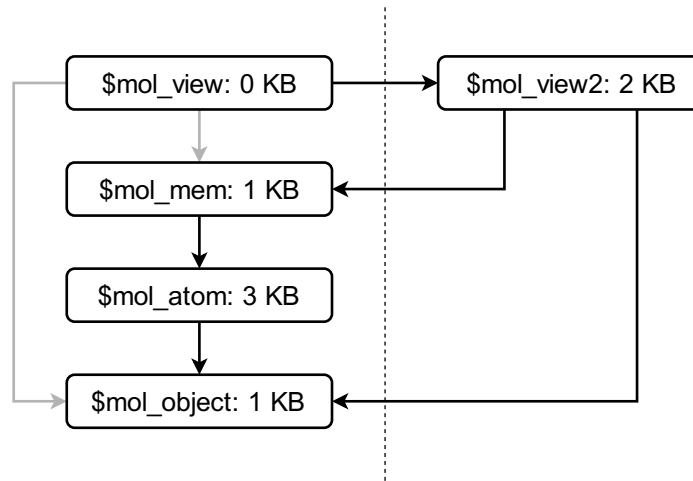 $mol_view: 0 KB
$mol_view2: 2 KB
$mol_mem: 1 KB
$mol_atom: 3 KB
$mol_object: 1 KB